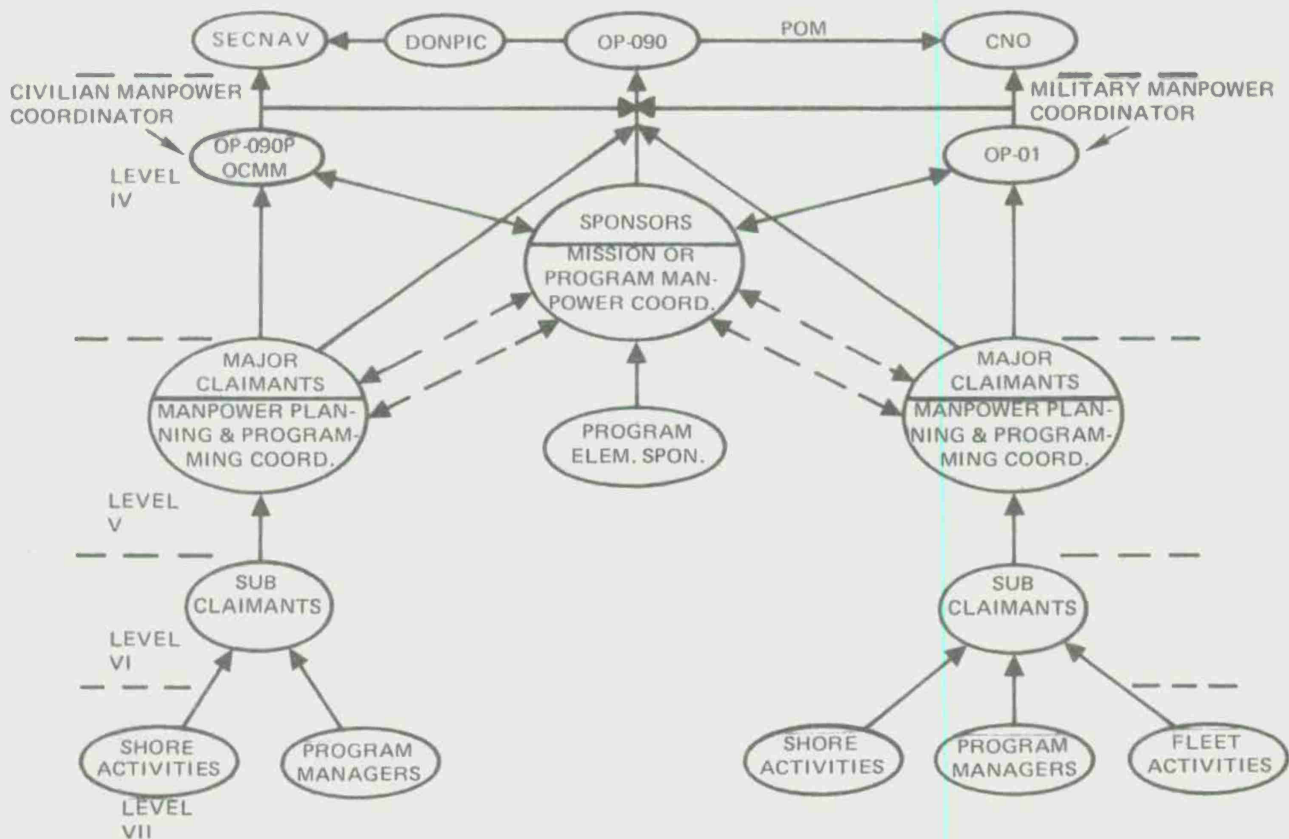 SECNAV
DONPIC
OP-090
POM
CNO
CIVILIAN MANPOWER
COORDINATOR
MILITARY MANPOWER
COORDINATOR
OP-090P
OCMM
OP-01
LEVEL
IV
SPONSORS
MISSION OR
PROGRAM MAN-
POWER COORD.
MAJOR
CLAIMANTS
MANPOWER PLAN-
NING & PROGRAM-
MING COORD.
PROGRAM
ELEM. SPON.
MAJOR
CLAIMANTS
MANPOWER PLAN-
NING & PROGRAM-
MING COORD.
LEVEL
V
SUB
CLAIMANTS
SUB
CLAIMANTS
LEVEL
VI
SHORE
ACTIVITIES
PROGRAM
MANAGERS
SHORE
ACTIVITIES
PROGRAM
MANAGERS
FLEET
ACTIVITIES
LEVEL
VII